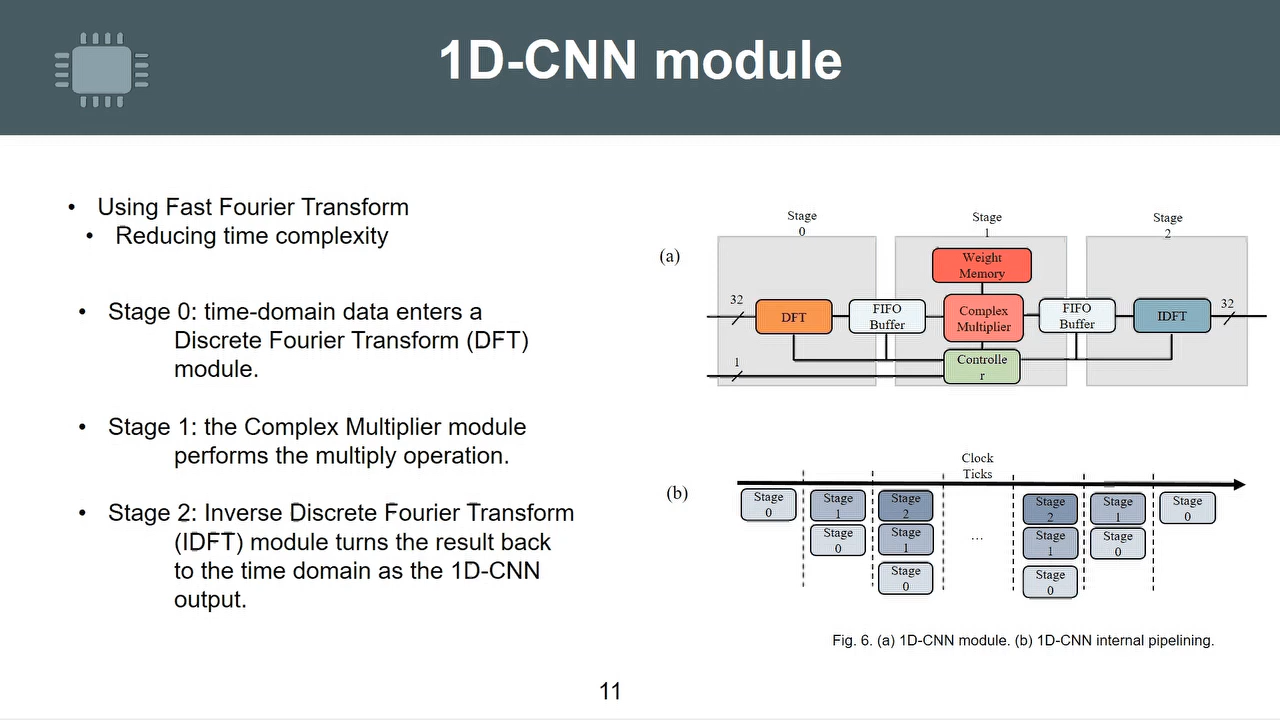 1D-CNN module
• Using Fast Fourier Transform
• Reducing time complexity
• Stage 0: time-domain data enters a
Discrete Fourier Transform (DFT)
module.
• Stage 1: the Complex Multiplier module
performs the multiply operation.
• Stage 2: Inverse Discrete Fourier Transform
(IDFT) module turns the result back
to the time domain as the 1D-CNN
output.
(a)
Stage
0
Stage
1
Stage
2
Weight
Memory
32
DFT
FIFO
Buffer
Complex
Multiplier
FIFO
Buffer
IDFT
32
1
Controlle
r
(b)
Clock
Ticks
Stage
0
Stage
1
Stage
0
Stage
2
Stage
1
Stage
0
...
Stage
2
Stage
1
Stage
0
Stage
1
Stage
0
Stage
0
Fig. 6. (a) 1D-CNN module. (b) 1D-CNN internal pipelining.
11